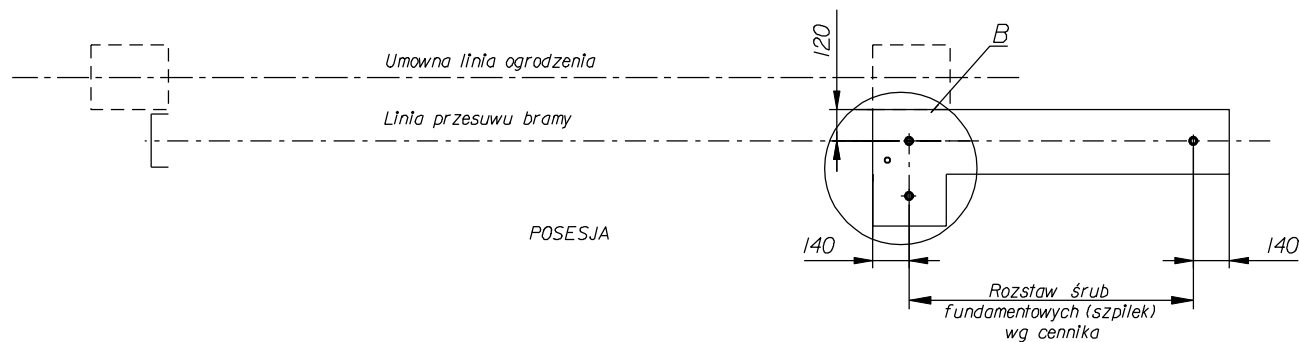 120
B
Umowna linia ogrodzenia
Linia przesuwu bramy
POSESJA
140
140
Rozstaw śrub
fundamentowych (szpilek)
wg cennika